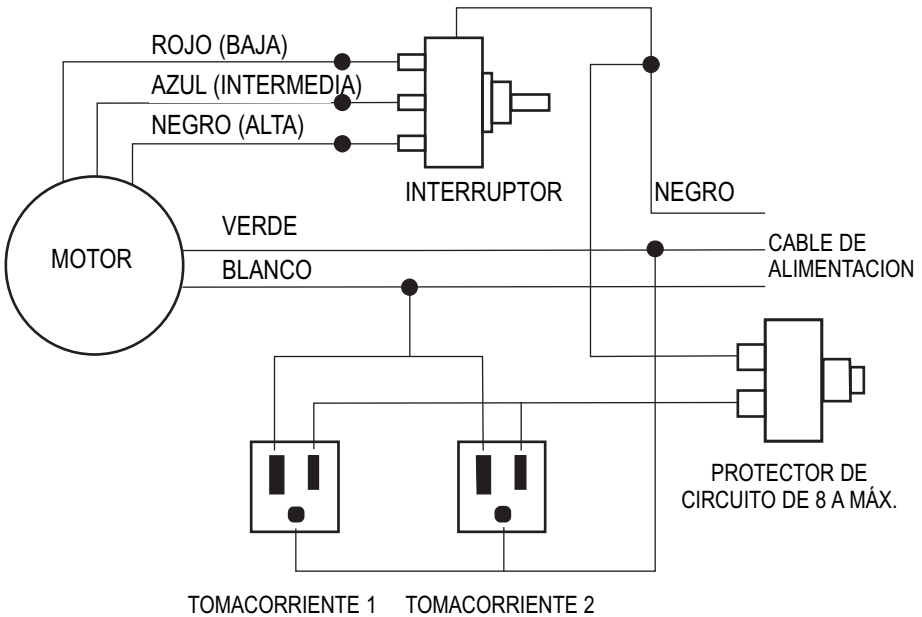 ROJO (BAJA)
AZUL (INTERMEDIA)
NEGRO (ALTA)
INTERRUPTOR
NEGRO
VERDE
MOTOR
BLANCO
CABLE DE
ALIMENTACION
PROTECTOR DE
CIRCUITO DE 8 A MÁX.
TOMACORRIENTE 1
TOMACORRIENTE 2